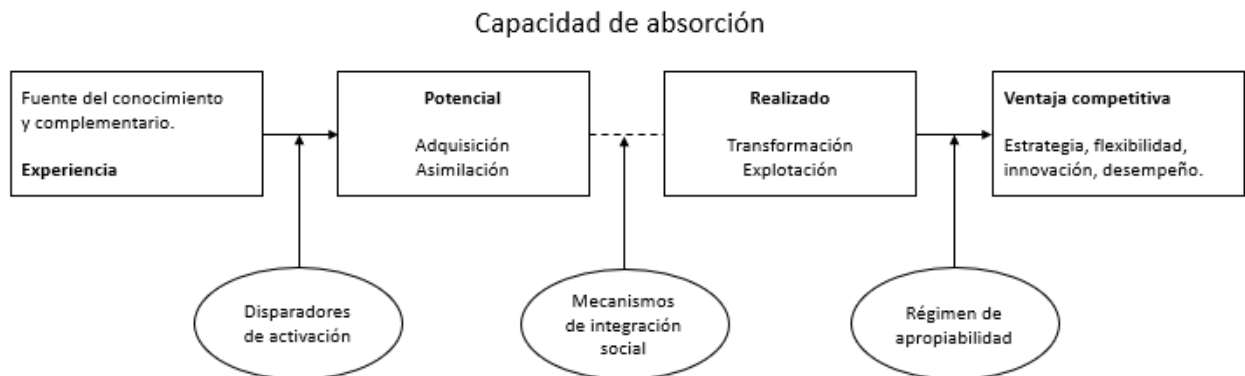 Capacidad de absorción
Fuente del conocimiento
y complementario.
Experiencia
Potencial
Adquisición
Asimilación
Realizado
Transformación
Explotación
Ventaja competitiva
Estrategia, flexibilidad,
innovación, desempeño.
Disparadores
de activación
Mecanismos
de integración
social
Régimen de
apropiabilidad